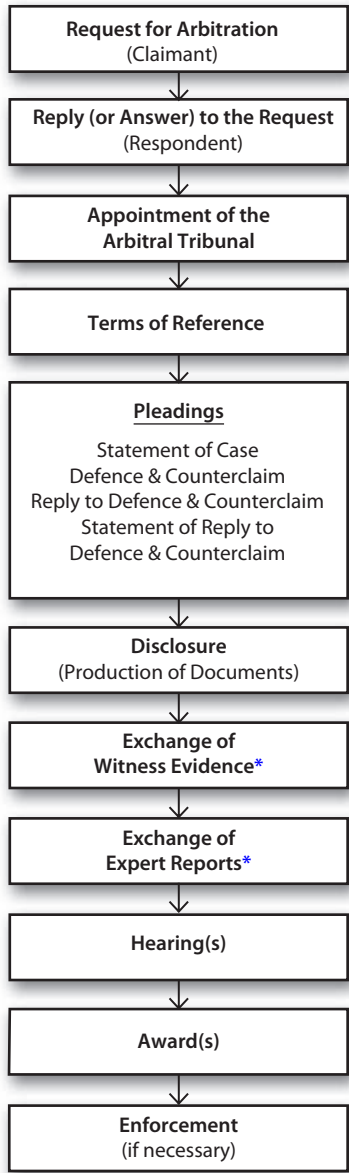 Request for Arbitration
(Claimant)
Reply (or Answer) to the Request
(Respondent)
Appointment of the
Arbitral Tribunal
Terms of Reference
Pleadings
Statement of Case
Defence & Counterclaim
Reply to Defence & Counterclaim
Statement of Reply to
Defence & Counterclaim
Disclosure
(Production of Documents)
Exchange of
Witness Evidence*
Exchange of
Expert Reports*
Hearing(s)
Award(s)
Enforcement
(if necessary)